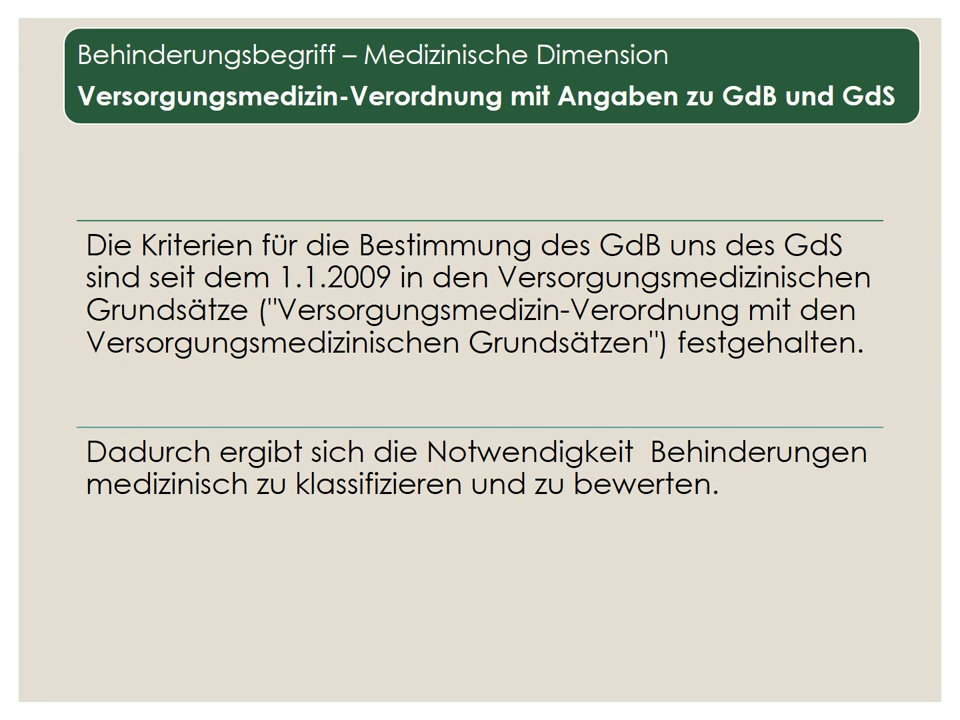 Behinderungsbegriff – Medizinische Dimension
Versorgungsmedizin-Verordnung mit Angaben zu GdB und GdS
Die Kriterien für die Bestimmung des GdB uns des GdS
sind seit dem 1.1.2009 in den Versorgungsmedizinischen
Grundsätze ("Versorgungsmedizin-Verordnung mit den
Versorgungsmedizinischen Grundsätzen") festgehalten.
Dadurch ergibt sich die Notwendigkeit  Behinderungen
medizinisch zu klassifizieren und zu bewerten.